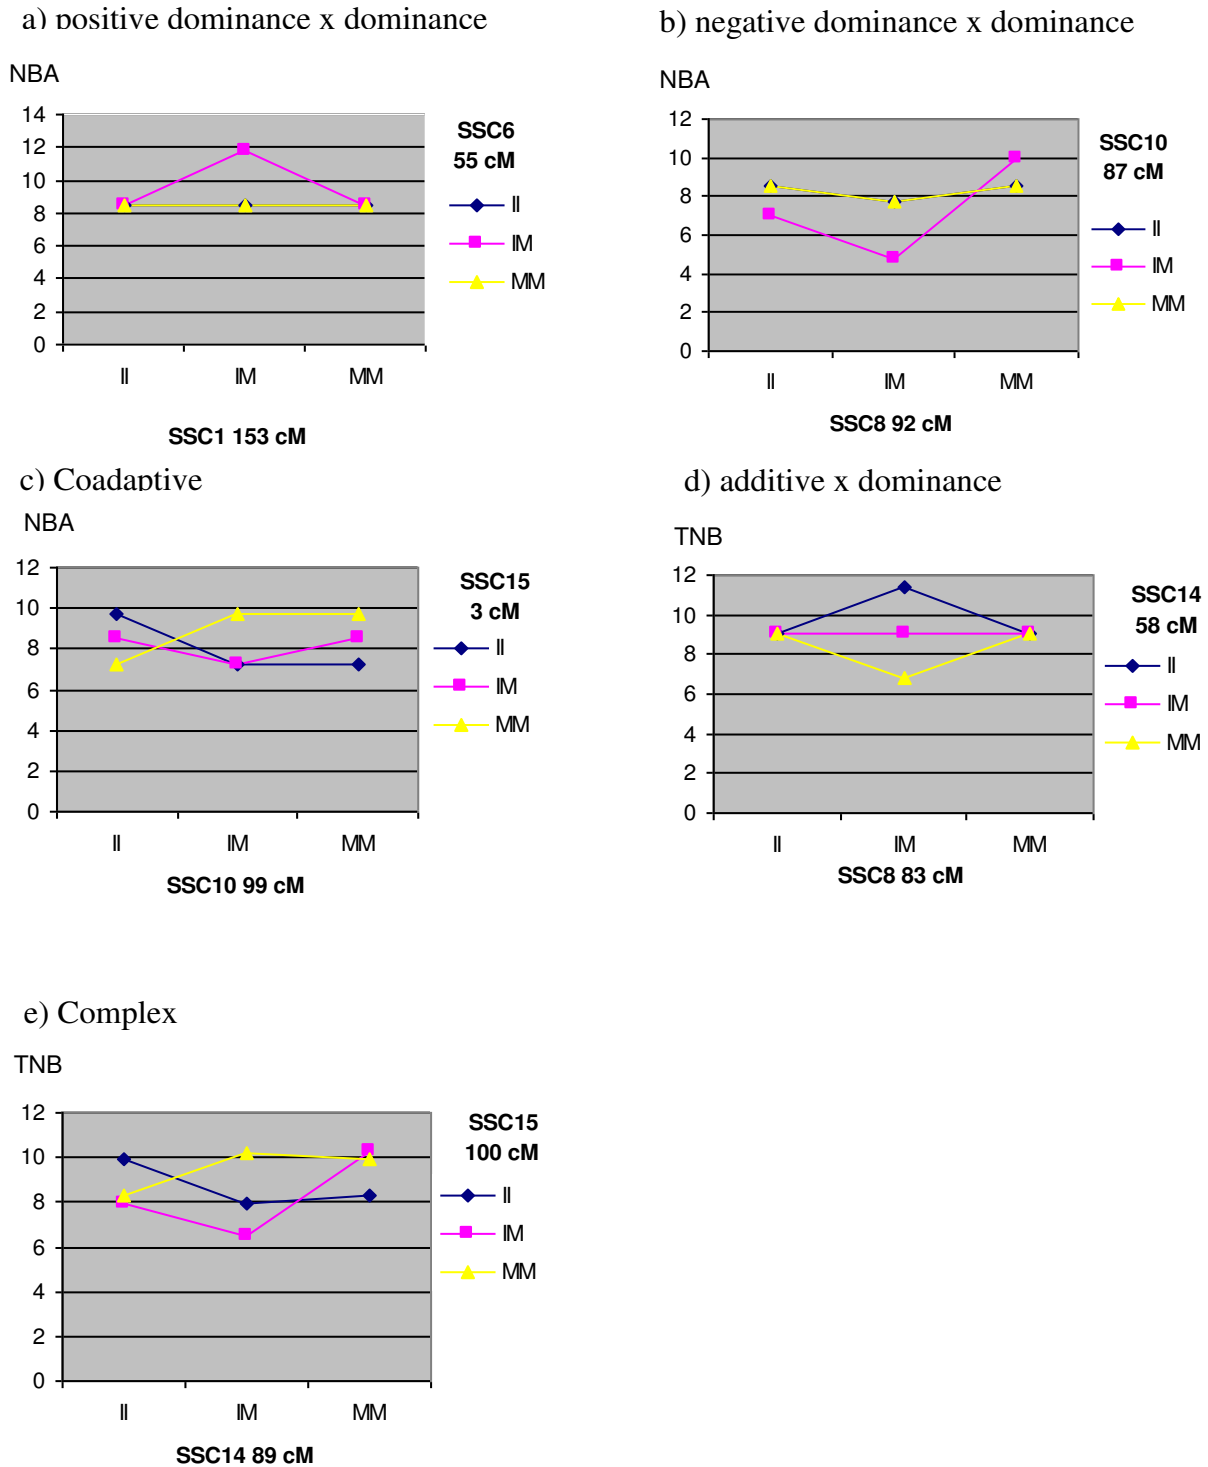 a) positive dominance x dominance
NBA
14
12
10
8
6
4
2
0
II IM MM
SSC1 153 cM
SSC6
55 cM
II
IM
MM
b) negative dominance x dominance
NBA
12
10
8
6
4
2
0
II IM MM
SSC8 92 cM
SSC10
87 cM
II
IM
MM
c) Coadaptive
NBA
12
10
8
6
4
2
0
II IM MM
SSC10 99 cM
SSC15
3 cM
II
IM
MM
d) additive x dominance
TNB
12
10
8
6
4
2
0
II IM MM
SSC8 83 cM
SSC14
58 cM
II
IM
MM
e) Complex
TNB
12
10
8
6
4
2
0
II IM MM
SSC14 89 cM
SSC15
100 cM
II
IM
MM